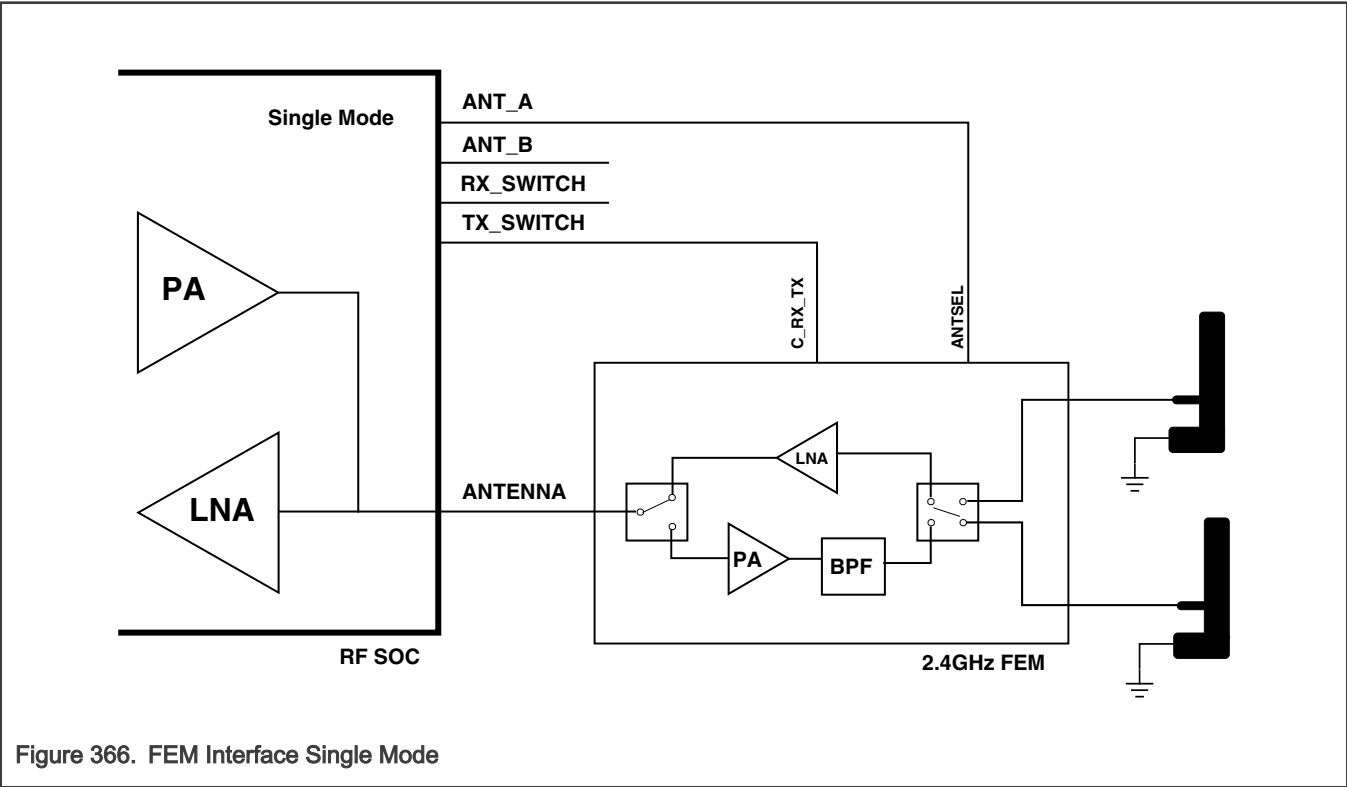 Single Mode
ANT_A
ANT_B
RX_SWITCH
TX_SWITCH
PA
C_RX_TX
ANTSEL
LNA
LNA
ANTENNA
PA
BPF
RF SOC
2.4GHz FEM
Figure 366. FEM Interface Single Mode